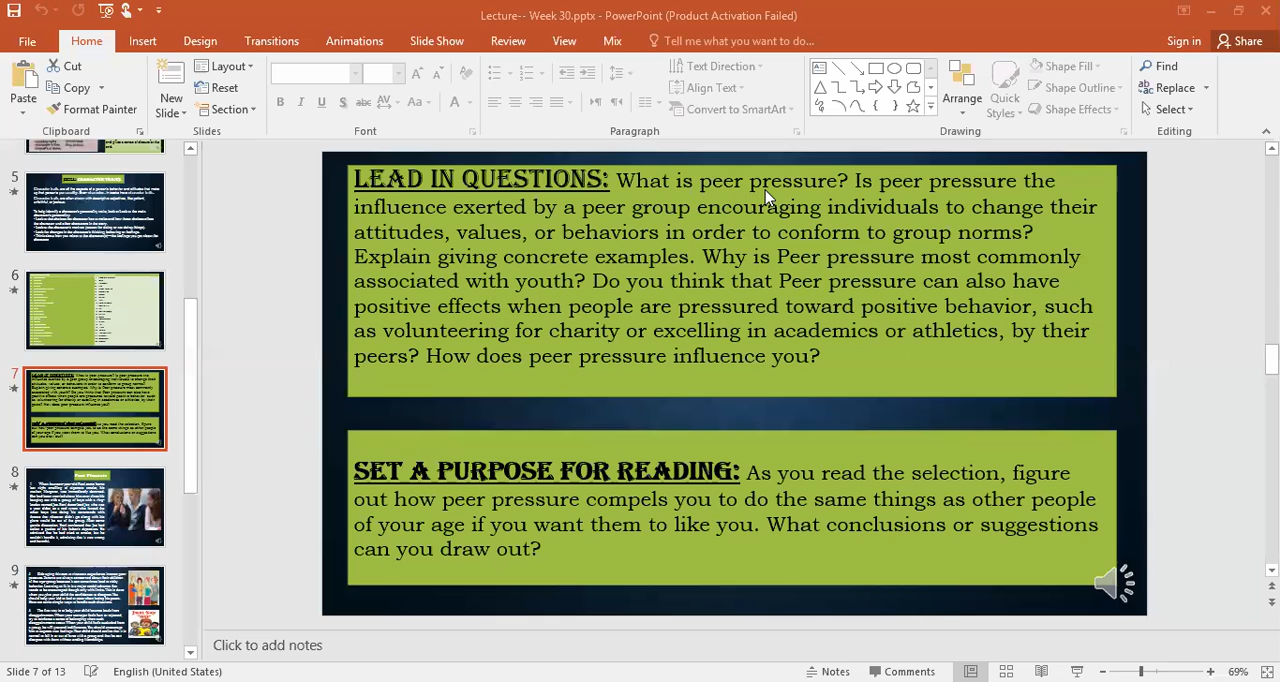 Lecture-- Week 30.pptx - PowerPoint (Product Activation Failed)
File Home Insert Design Transitions Animations Slide Show Review View Mix Tell me what you want to do... Sign in Share
Paste
Cut
Copy
Format Painter
Clipboard
New
Slide
Layout
Reset
Section
Slides
B I U S abc AV Aa A
Font
Text Direction
Align Text
Convert to SmartArt
Paragraph
Arrange
Quick
Styles
Shape Fill
Shape Outline
Shape Effects
Drawing
Find
Replace
Select
Editing
5
6
7
8
9
LEAD IN QUESTIONS: What is peer pressure? Is peer pressure the
influence exerted by a peer group encouraging individuals to change their
attitudes, values, or behaviors in order to conform to group norms?
Explain giving concrete examples. Why is Peer pressure most commonly
associated with youth? Do you think that Peer pressure can also have
positive effects when people are pressured toward positive behavior, such
as volunteering for charity or excelling in academics or athletics, by their
peers? How does peer pressure influence you?
SET A PURPOSE FOR READING: As you read the selection, figure
out how peer pressure compels you to do the same things as other people
of your age if you want them to like you. What conclusions or suggestions
can you draw out?
Click to add notes
Slide 7 of 13 English (United States) Notes Comments 69%